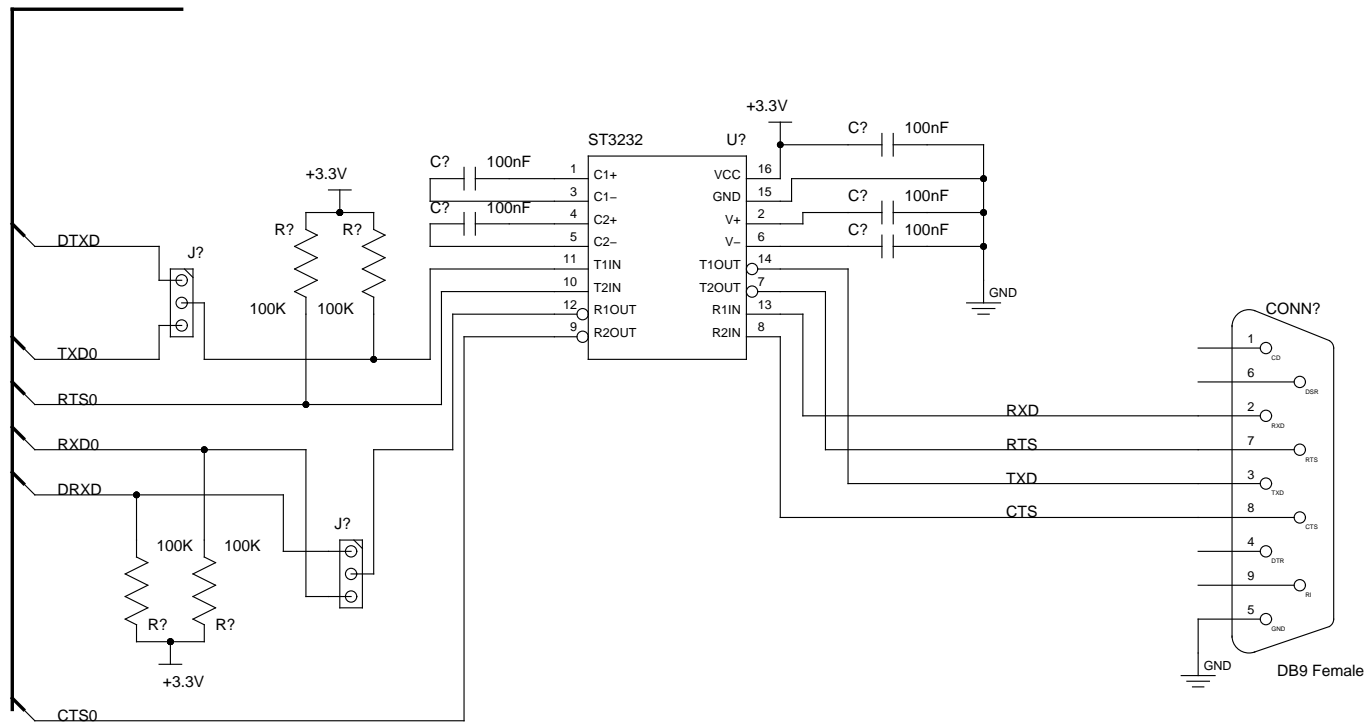 +3.3V
ST3232 U? C? 100nF
C? 100nF 1 C1+ VCC 16
+3.3V 3 C1− GND 15
C? 100nF 4 C2+ V+ 2 C? 100nF
R? R? 5 C2− V− 6 C? 100nF
DTXD J? 11 T1IN T1OUT 14
100K 100K 10 T2IN T2OUT 7 GND
12 R1OUT R1IN 13 CONN?
9 R2OUT R2IN 8
TXD0 1 CD
RTS0 6 DSR
RXD 2 RXD
RXD0 RTS 7 RTS
DRXD TXD 3 TXD
J? CTS 8 CTS
100K 100K 4 DTR
9 RI
R? R? 5 GND
GND DB9 Female
+3.3V
CTS0